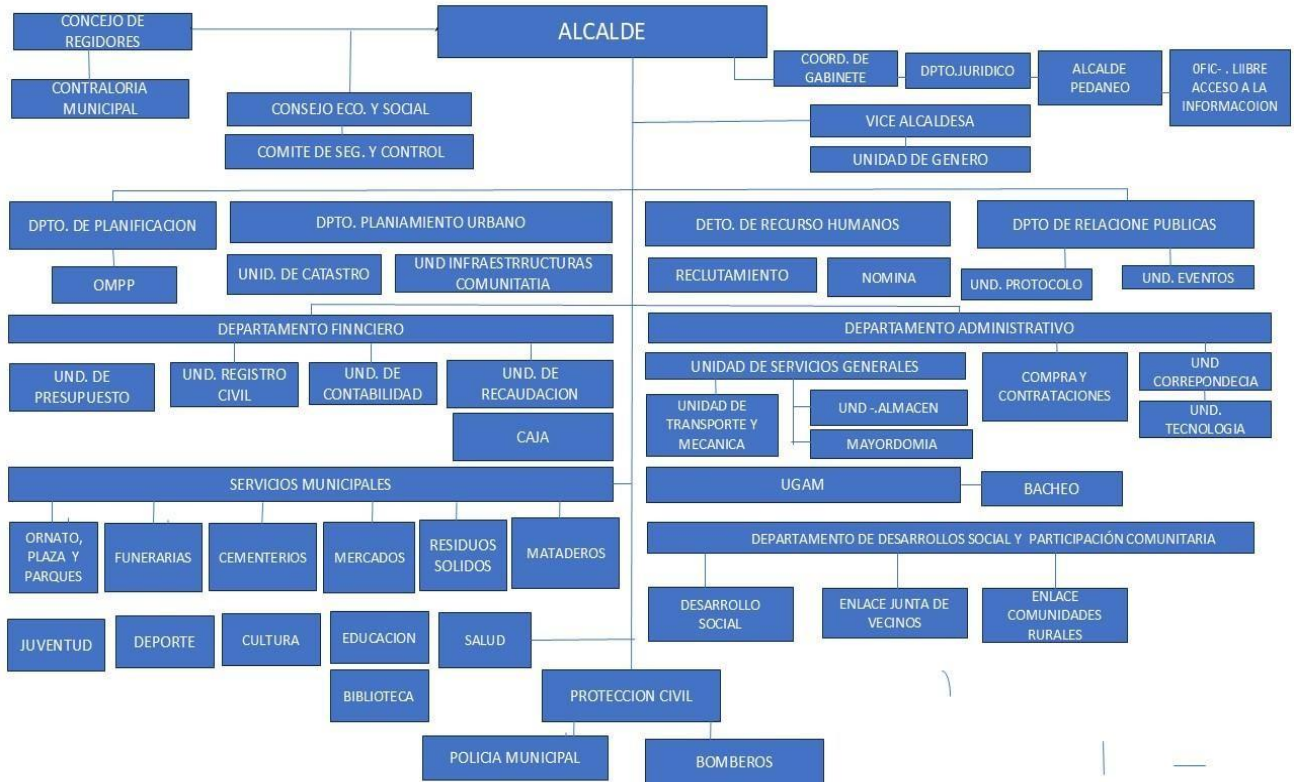 CONCEJO DE
REGIDORES
ALCALDE
COORD. DE
GABINETE
DPTO.JURIDICO
ALCALDE
PEDANEO
0FIC- . LIIBRE
ACCESO A LA
INFORMACOION
CONTRALORIA
MUNICIPAL
CONSEJO ECO. Y SOCIAL
COMITE DE SEG. Y CONTROL
VICE ALCALDESA
UNIDAD DE GENERO
DPTO. DE PLANIFICACION
DPTO. PLANIAMIENTO URBANO
DETO. DE RECURSO HUMANOS
DPTO DE RELACIONE PUBLICAS
OMPP
UNID. DE CATASTRO
UND INFRAESTRRUCTURAS
COMUNITATIA
RECLUTAMIENTO
NOMINA
UND. PROTOCOLO
UND. EVENTOS
DEPARTAMENTO FINNCIERO
DEPARTAMENTO ADMINISTRATIVO
UND. DE
PRESUPUESTO
UND. REGISTRO
CIVIL
UND. DE
CONTABILIDAD
UND. DE
RECAUDACION
CAJA
UNIDAD DE SERVICIOS GENERALES
UNIDAD DE
TRANSPORTE Y
MECANICA
UND -.ALMACEN
MAYORDOMIA
COMPRA Y
CONTRATACIONES
UND
CORREPONDECIA
UND.
TECNOLOGIA
SERVICIOS MUNICIPALES
UGAM
BACHEO
ORNATO,
PLAZA Y
PARQUES
FUNERARIAS
CEMENTERIOS
MERCADOS
RESIDUOS
SOLIDOS
MATADEROS
DEPARTAMENTO DE DESARROLLOS SOCIAL Y PARTICIPACIÓN COMUNITARIA
DESARROLLO
SOCIAL
ENLACE JUNTA DE
VECINOS
ENLACE
COMUNIDADES
RURALES
JUVENTUD
DEPORTE
CULTURA
EDUCACION
SALUD
BIBLIOTECA
PROTECCION CIVIL
POLICIA MUNICIPAL
BOMBEROS